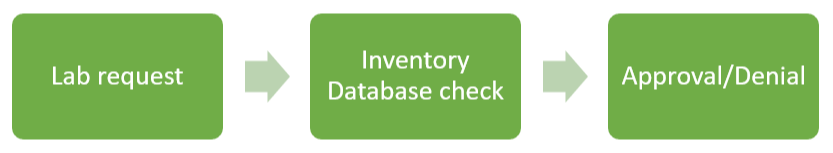 Lab request
Inventory
Database check
Approval/Denial